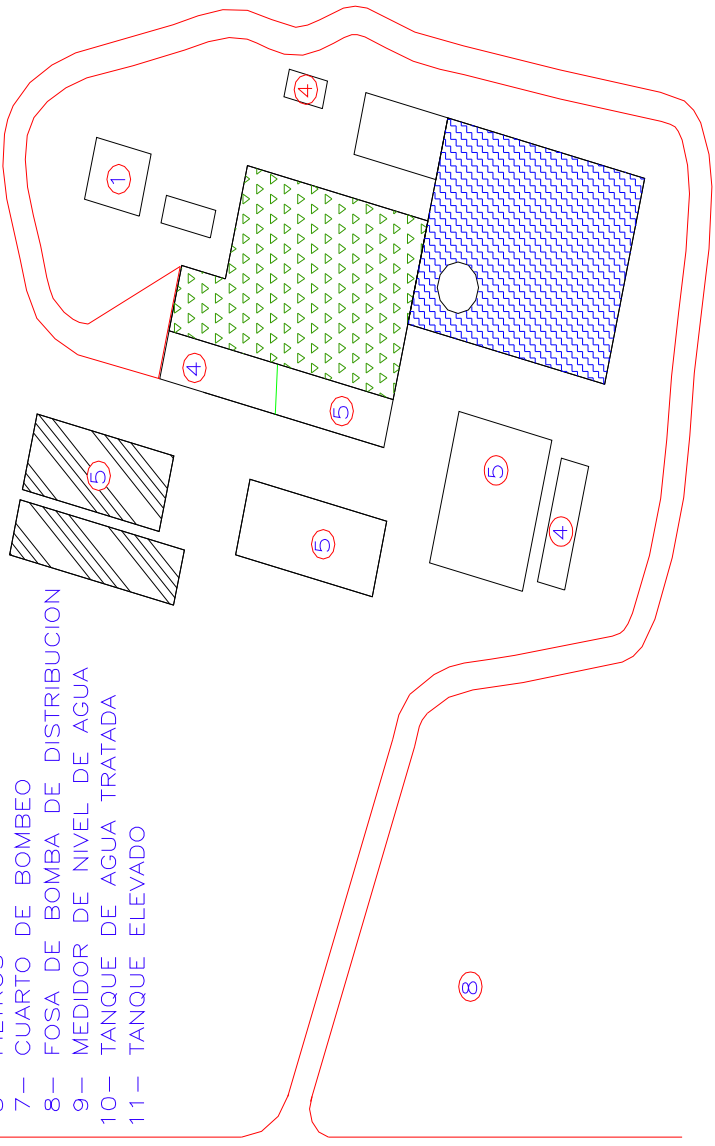 7- CUARTO DE BOMBEO
8- FOSA DE BOMBA DE DISTRIBUCION
9- MEDIDOR DE NIVEL DE AGUA
10- TANQUE DE AGUA TRATADA
11- TANQUE ELEVADO
5
4
5
1
5
4
5
4
8